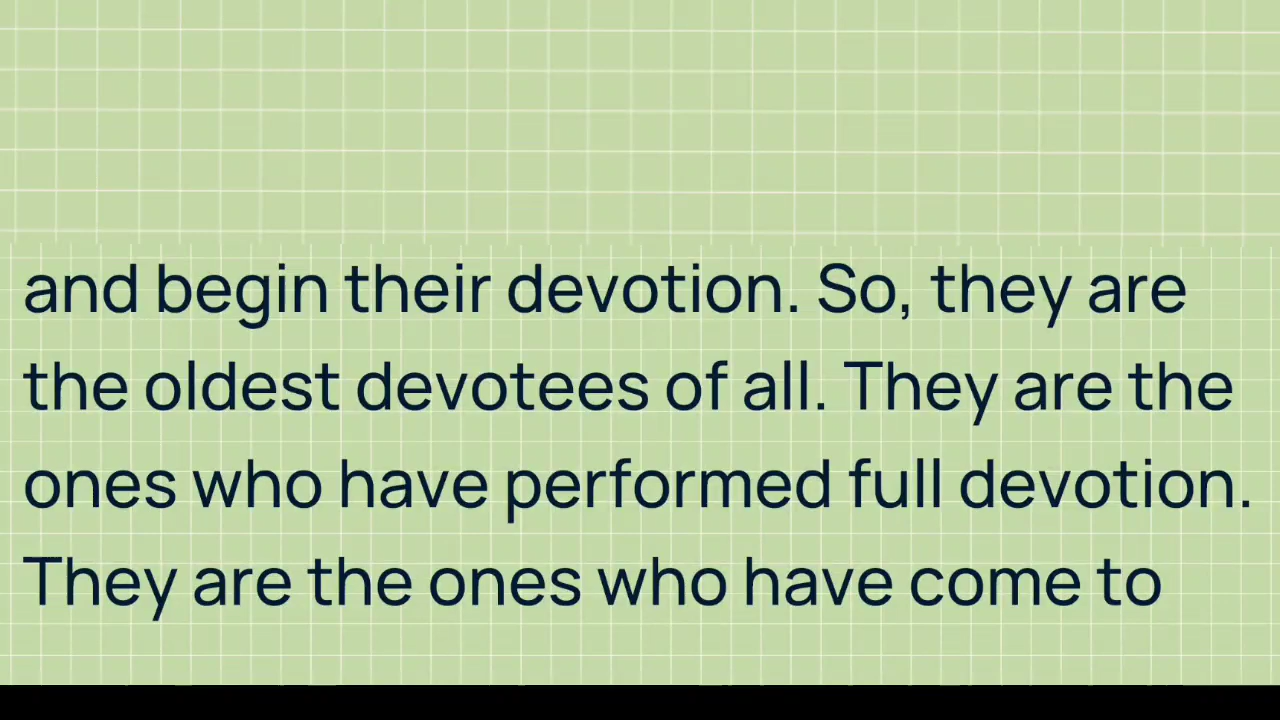 and begin their devotion. So, they are
the oldest devotees of all. They are the
ones who have performed full devotion.
They are the ones who have come to